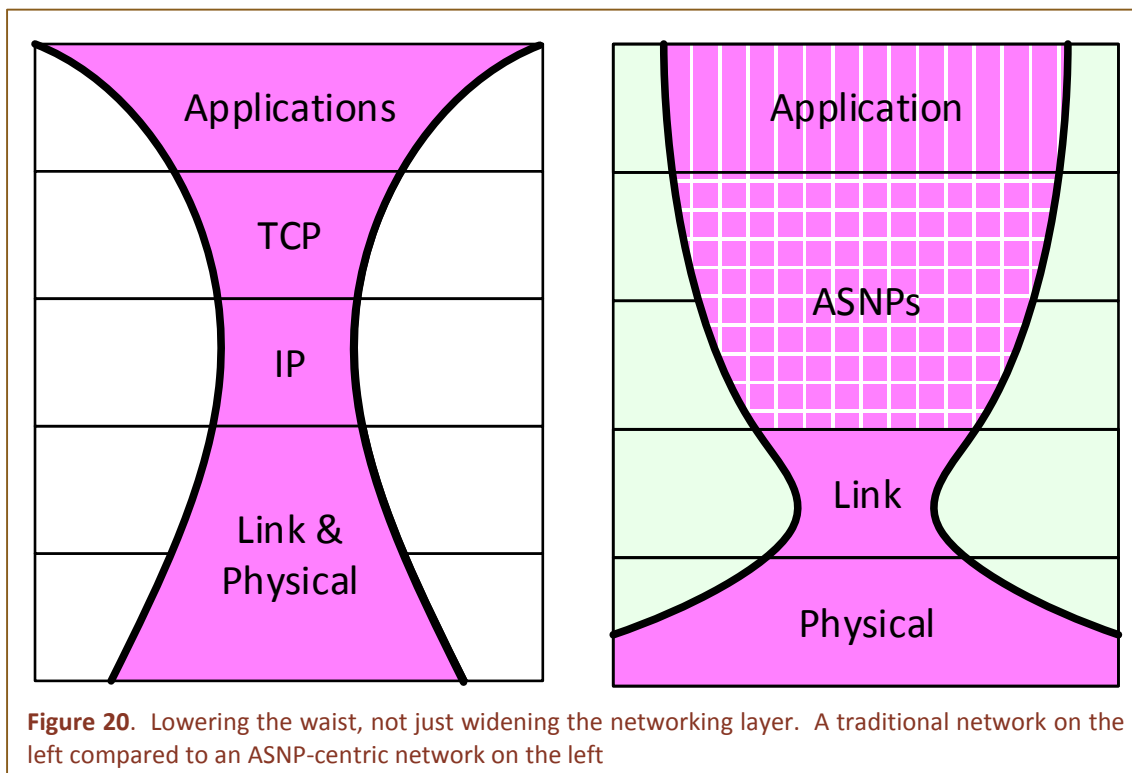 Applications
TCP
IP
Link &
Physical
Application
ASNPs
Link
Physical
Figure 20. Lowering the waist, not just widening the networking layer. A traditional network on the
left compared to an ASNP-centric network on the left